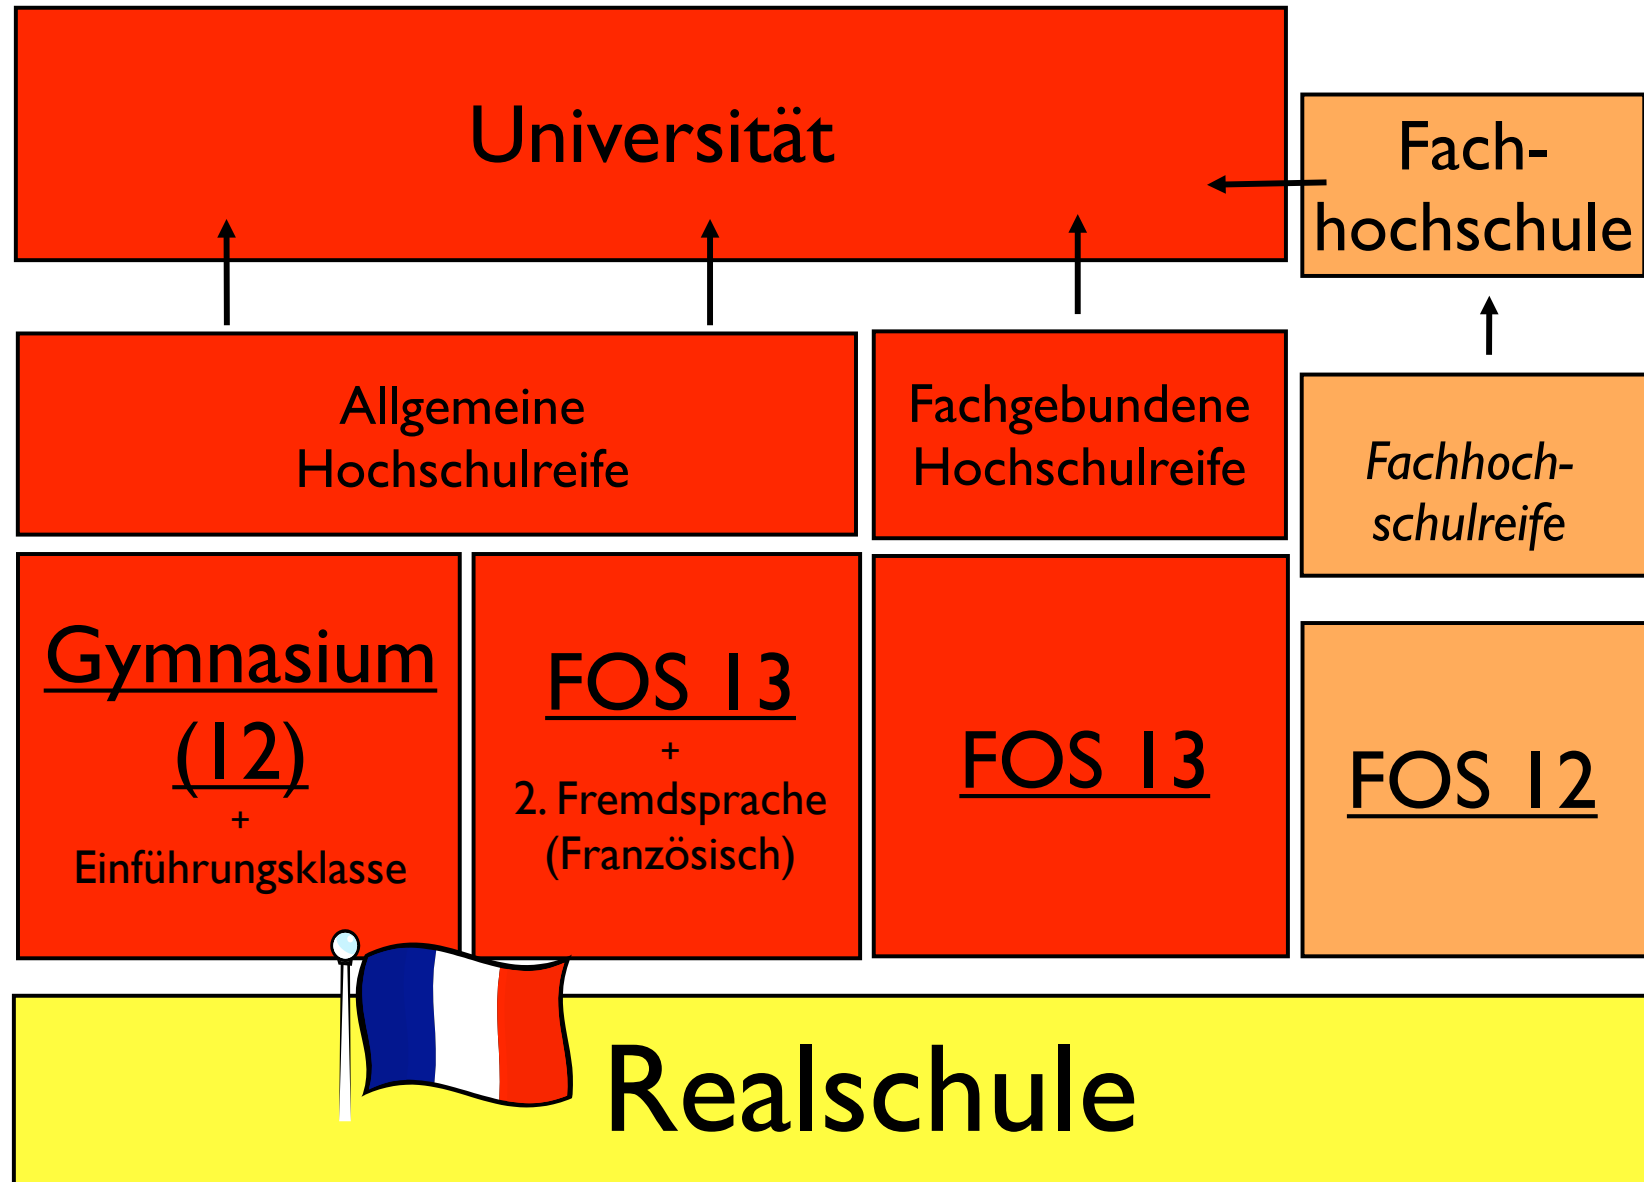 Universität
Fach-
hochschule
Allgemeine
Hochschulreife
Fachgebundene
Hochschulreife
Fachhoch-
schulreife
Gymnasium
(12)
+
Einführungsklasse
FOS 13
+
2. Fremdsprache
(Französisch)
FOS 13
FOS 12
Realschule